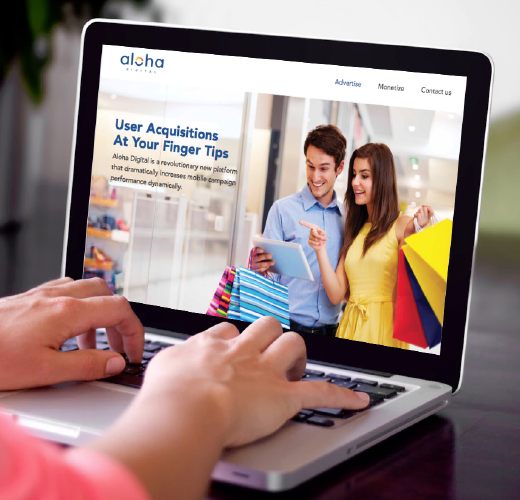 aloha
DIGITAL
Advertise Monetize Contact us
User Acquisitions
At Your Finger Tips
Aloha Digital is a revolutionary new platform
that dramatically increases mobile campaign
performance dynamically.